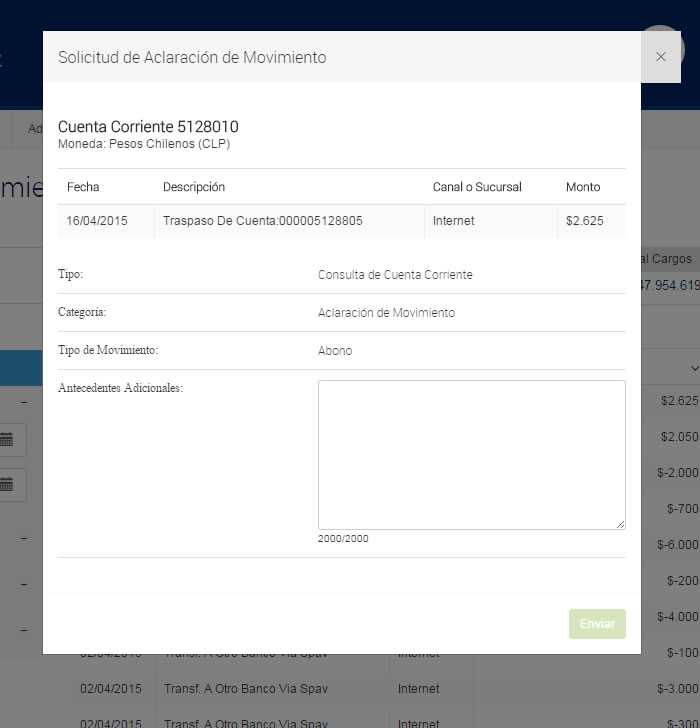 Solicitud de Aclaración de Movimiento
Ad
mie
Cuenta Corriente 5128010
Moneda: Pesos Chilenos (CLP)
Fecha Descripción Canal o Sucursal Monto
16/04/2015 Traspaso De Cuenta:000005128805 Internet $2.625
al Cargos
47.954.619
Tipo: Consulta de Cuenta Corriente
Categoría: Aclaración de Movimiento
Tipo de Movimiento: Abono
Antecedentes Adicionales:
2000/2000
$2.625
$2.050
$-2.000
$-700
$-6.000
$-200
$-4.000
Enviar
02/04/2015 Transf. A Otro Banco Via Spav Internet $-100
02/04/2015 Transf. A Otro Banco Via Spav Internet $-3.000
02/04/2015 Transf. A Otro Banco Via Spav Internet $-300